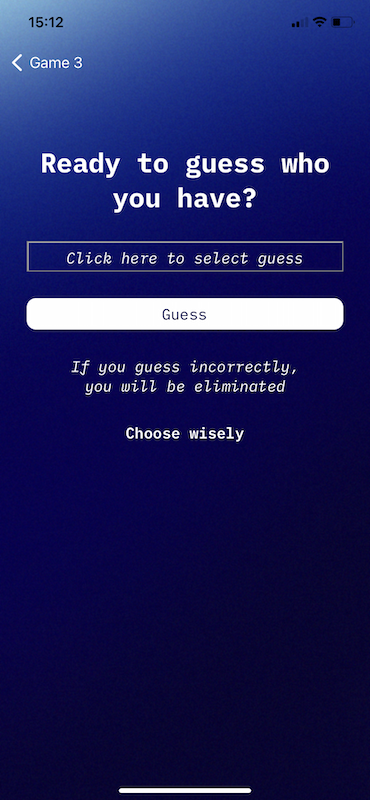 15:12
Game 3
Ready to guess who
you have?
Click here to select guess
Guess
If you guess incorrectly,
you will be eliminated
Choose wisely